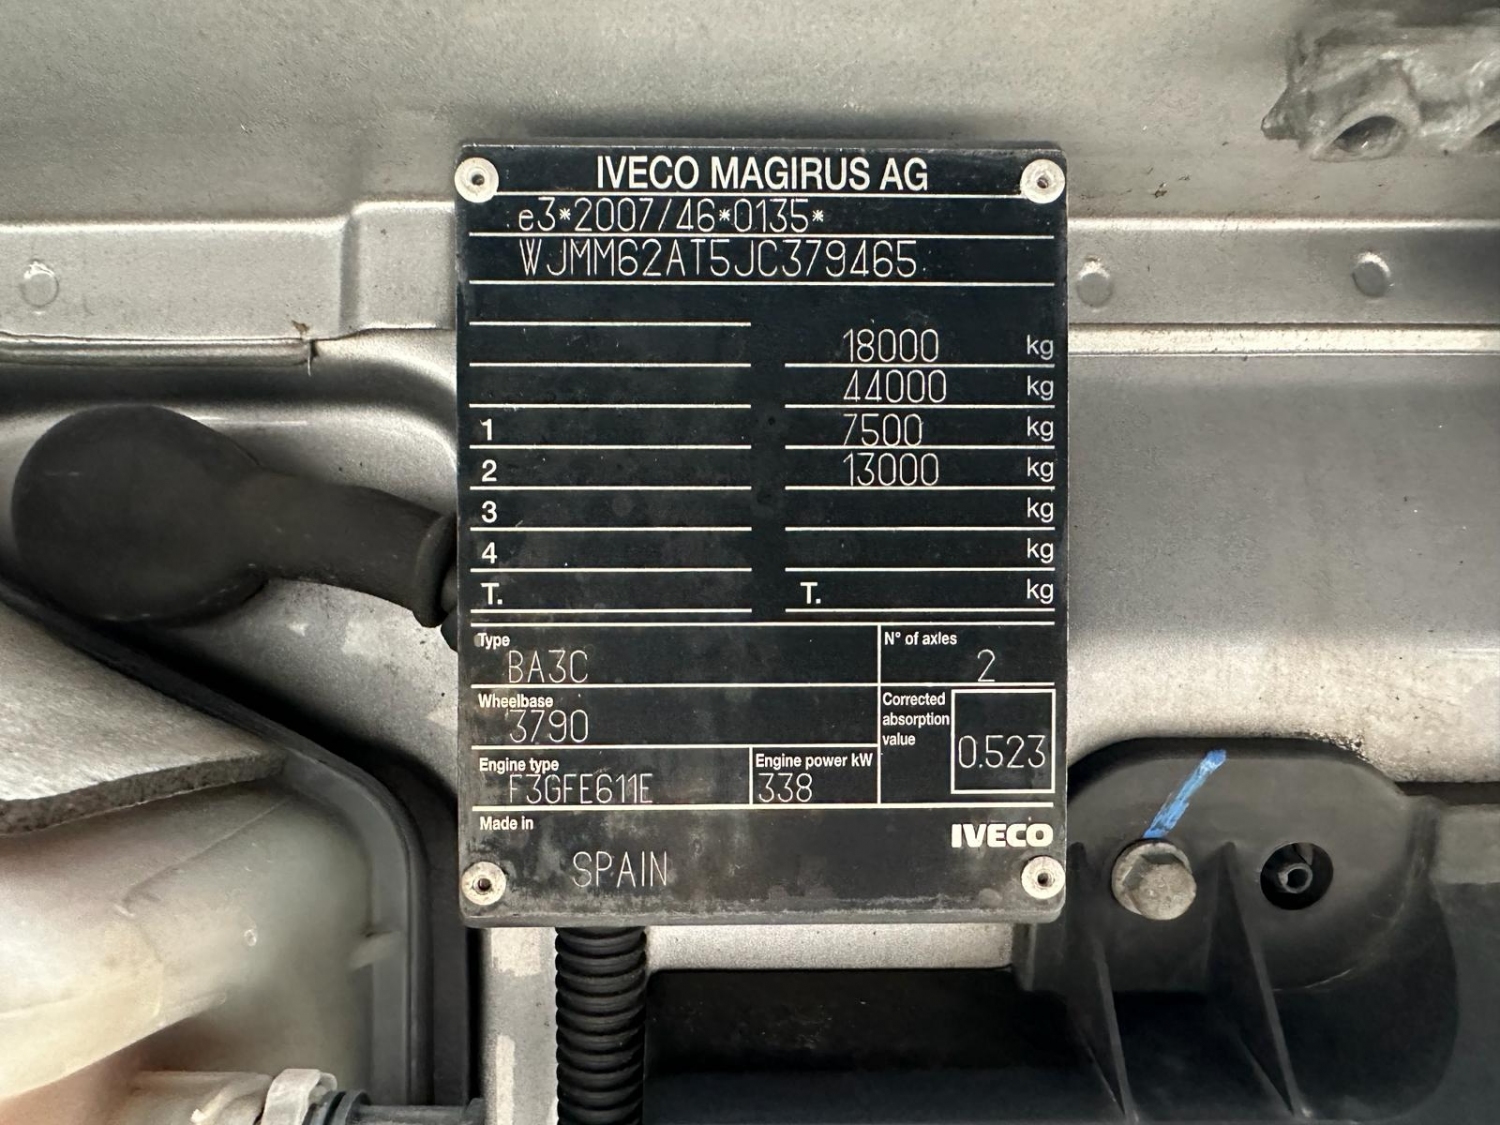 IVECO MAGIRUS AG
e3*2007/46*0135*
WJMM62AT5JC379465
18000 kg
44000 kg
1 7500 kg
2 13000 kg
3 kg
4 kg
T. T. kg
Type N° of axles
BA3C 2
Wheelbase Corrected absorption value
3790 0.523
Engine type Engine power kW
F3GFE611E 338
Made in IVECO
SPAIN